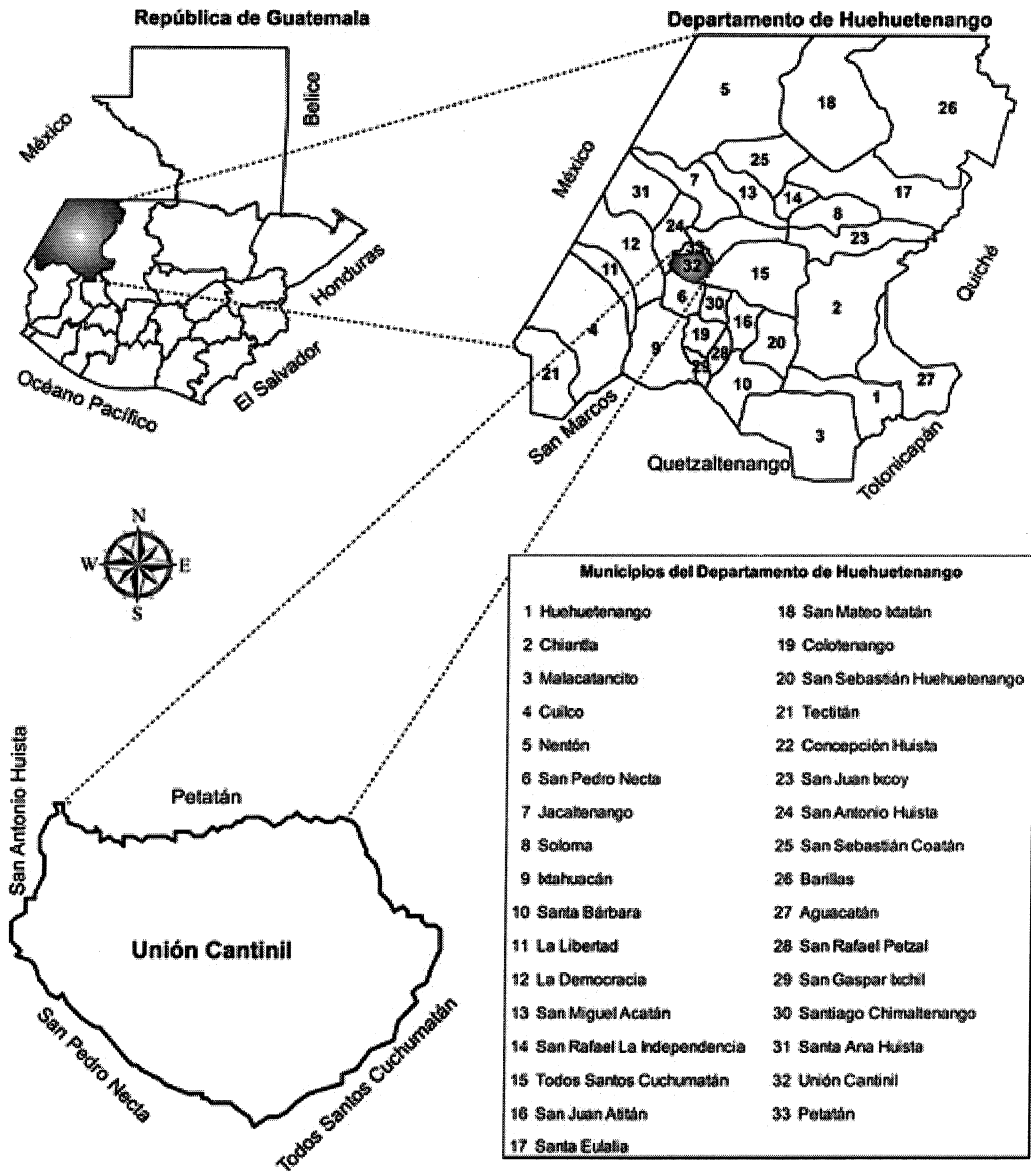 República de Guatemala
México
Belice
Honduras
El Salvador
Océano Pacífico
Departamento de Huehuetenango
México
Quiché
San Marcos
Quetzaltenango
Totonicapán
5
18
26
25
7
31
13
14
17
8
24
23
33
12
32
15
11
6
30
2
16
4
19
9
20
28
29
21
10
27
1
3
N
W
E
S
Municipios del Departamento de Huehuetenango
1 Huehuetenango
2 Chiantla
3 Malacatancito
4 Cuilco
5 Nentón
6 San Pedro Necta
7 Jacaltenango
8 Soloma
9 Ixtahuacán
10 Santa Bárbara
11 La Libertad
12 La Democracia
13 San Miguel Acatán
14 San Rafael La Independencia
15 Todos Santos Cuchumatán
16 San Juan Atitán
17 Santa Eulalia
18 San Mateo Ixtatán
19 Colotenango
20 San Sebastián Huehuetenango
21 Tectitán
22 Concepción Huista
23 San Juan Ixcoy
24 San Antonio Huista
25 San Sebastián Coatán
26 Barillas
27 Aguacatán
28 San Rafael Petzal
29 San Gaspar Ixchil
30 Santiago Chimaltenango
31 Santa Ana Huista
32 Unión Cantinil
33 Petatán
San Antonio Huista
Petatán
Unión Cantinil
San Pedro Necta
Todos Santos Cuchumatán